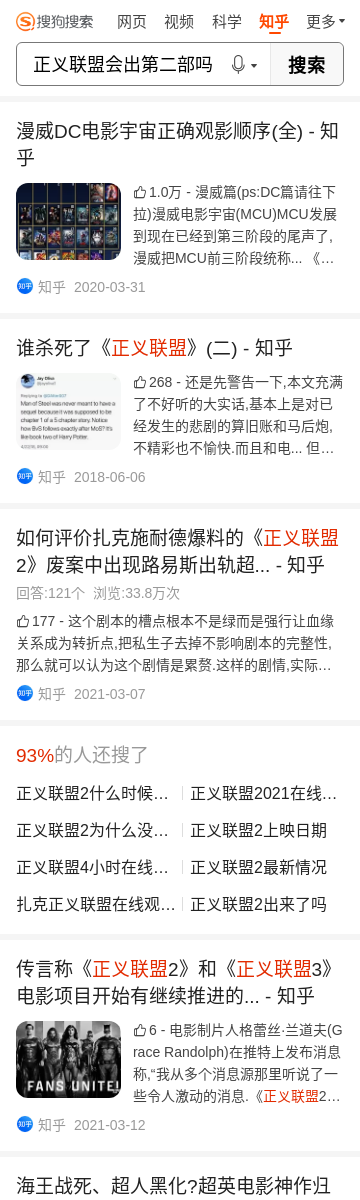 搜狗搜索 网页 视频 科学 知乎 更多
正义联盟会出第二部吗 搜索
漫威DC电影宇宙正确观影顺序(全) - 知
乎
1.0万 - 漫威篇(ps:DC篇请往下
拉)漫威电影宇宙(MCU)MCU发展
到现在已经到第三阶段的尾声了,
漫威把MCU前三阶段统称... 《…
知乎 知乎 2020-03-31
谁杀死了《正义联盟》(二) - 知乎
Jay Oliva
Man of Steel was never meant to have a
sequel because it was supposed to be
chapter 1 of a 5 chapter story. Notice
how BvS follows exactly after MoS? It's
like book two of Harry Potter.
268 - 还是先警告一下,本文充满
了不好听的大实话,基本上是对已
经发生的悲剧的算旧账和马后炮,
不精彩也不愉快.而且和电... 但…
知乎 知乎 2018-06-06
如何评价扎克施耐德爆料的《正义联盟
2》废案中出现路易斯出轨超... - 知乎
回答:121个 浏览:33.8万次
177 - 这个剧本的槽点根本不是绿而是强行让血缘
关系成为转折点,把私生子去掉不影响剧本的完整性,
那么就可以认为这个剧情是累赘.这样的剧情,实际…
知乎 知乎 2021-03-07
93%的人还搜了
正义联盟2什么时候… 正义联盟2021在线…
正义联盟2为什么没… 正义联盟2上映日期
正义联盟4小时在线… 正义联盟2最新情况
扎克正义联盟在线观… 正义联盟2出来了吗
传言称《正义联盟2》和《正义联盟3》
电影项目开始有继续推进的... - 知乎
FANS UNITE!
6 - 电影制片人格蕾丝·兰道夫(G
race Randolph)在推特上发布消息
称,“我从多个消息源那里听说了一
些令人激动的消息.《正义联盟2…
知乎 知乎 2021-03-12
海王战死、超人黑化?超英电影神作归